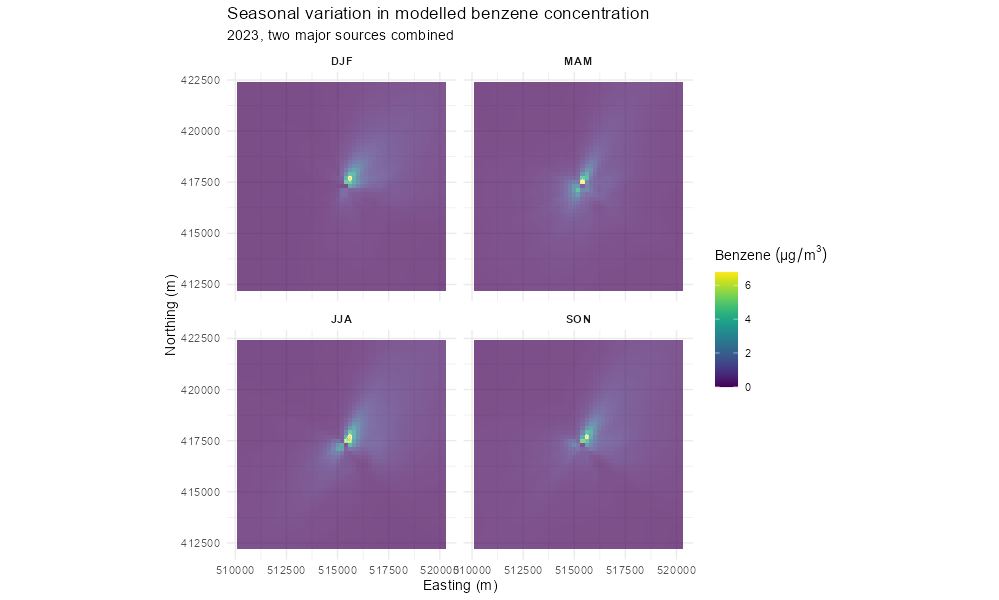 Seasonal variation in modelled benzene concentration
2023, two major sources combined
DJF
MAM
422500
420000
417500
415000
412500
JJA
SON
422500
420000
417500
415000
412500
510000 512500 515000 517500 520000 510000 512500 515000 517500 520000
Easting (m)
Northing (m)
Benzene (µg/m³)
6
4
2
0